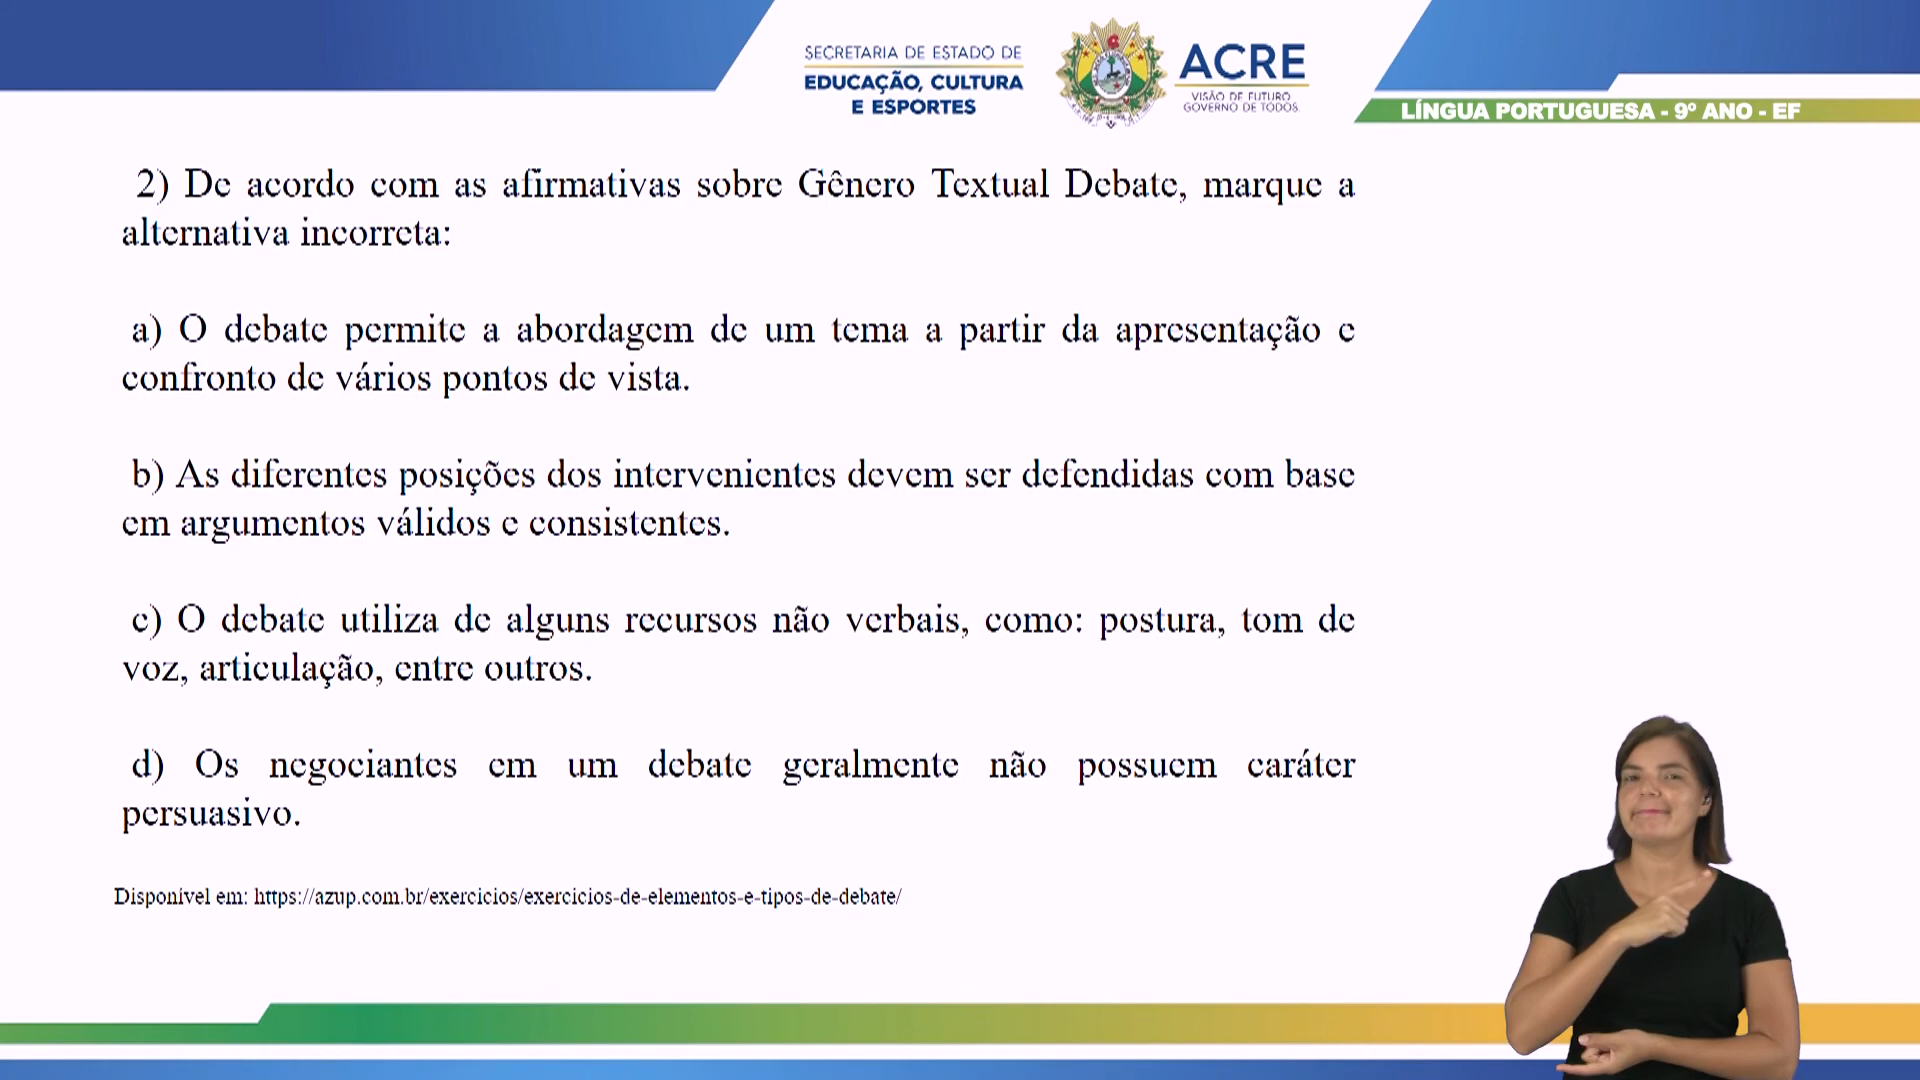 SECRETARIA DE ESTADO DE
EDUCAÇÃO, CULTURA
E ESPORTES
ACRE
VISÃO DE FUTURO
GOVERNO DE TODOS
LÍNGUA PORTUGUESA - 9º ANO - EF
2) De acordo com as afirmativas sobre Gênero Textual Debate, marque a
alternativa incorreta:
a) O debate permite a abordagem de um tema a partir da apresentação e
confronto de vários pontos de vista.
b) As diferentes posições dos intervenientes devem ser defendidas com base
em argumentos válidos e consistentes.
c) O debate utiliza de alguns recursos não verbais, como: postura, tom de
voz, articulação, entre outros.
d) Os negociantes em um debate geralmente não possuem caráter
persuasivo.
Disponível em: https://azup.com.br/exercicios/exercicios-de-elementos-e-tipos-de-debate/